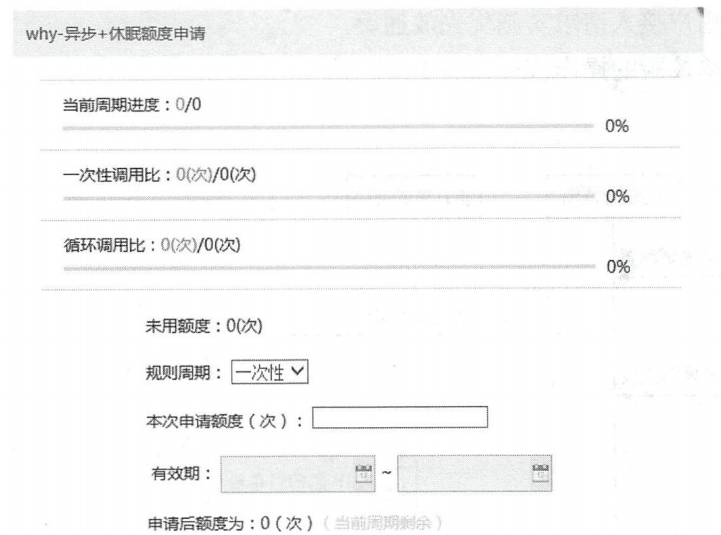 why-异步+休眠额度申请
当前周期进度：0/0
0%
一次性调用比：0(次)/0(次)
0%
循环调用比：0(次)/0(次)
0%
未用额度：0(次)
规则周期： 一次性
本次申请额度（次）：
有效期： ~
申请后额度为：0（次）（当前周期剩余）